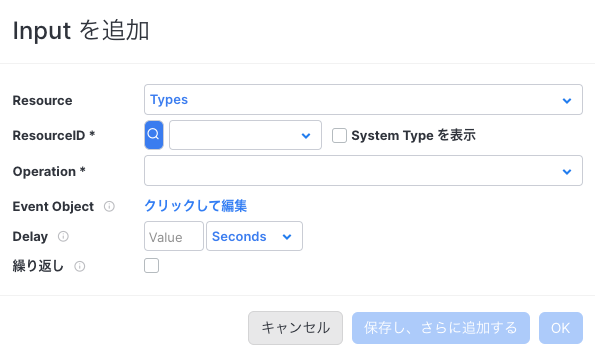 Input を追加
Resource Types
ResourceID * System Type を表示
Operation *
Event Object クリックして編集
Delay Value Seconds
繰り返し
キャンセル 保存し、さらに追加する OK